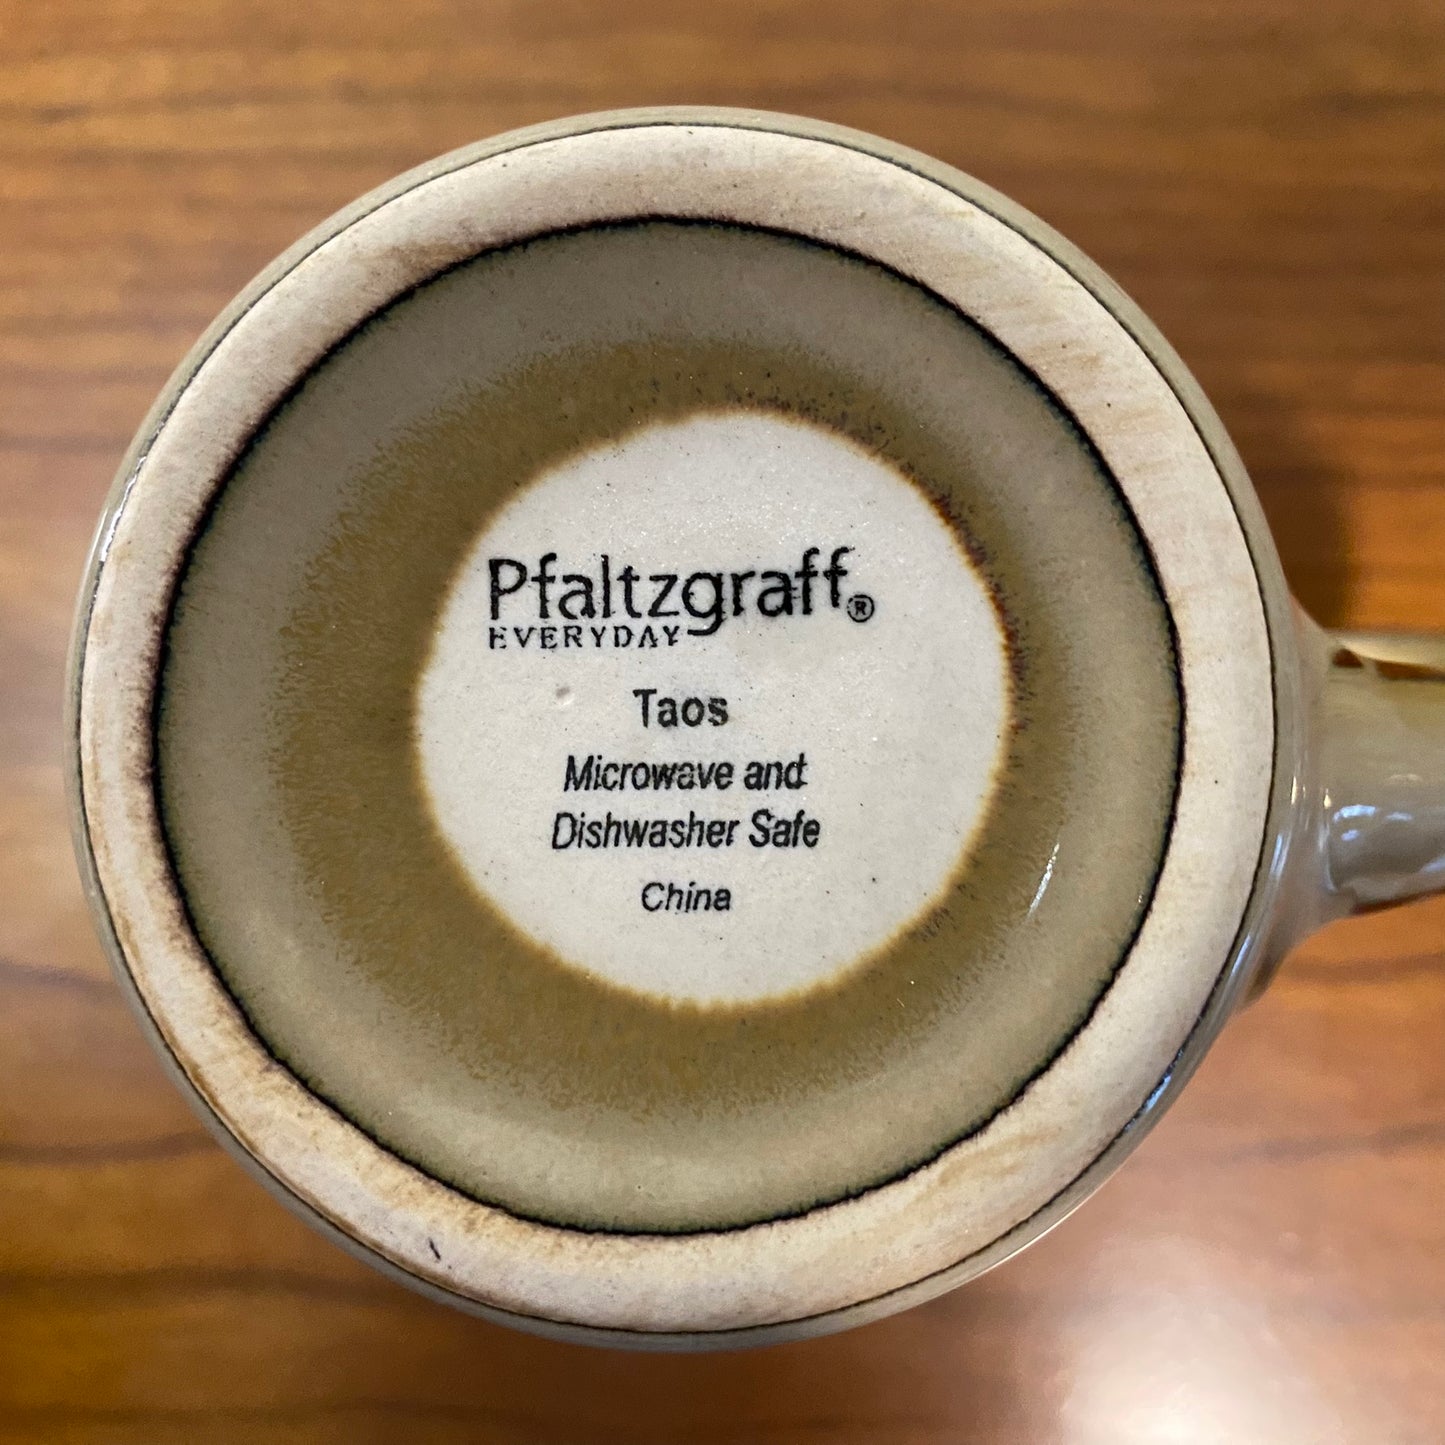 Pfaltzgraff®
EVERYDAY
Taos
Microwave and
Dishwasher Safe
China